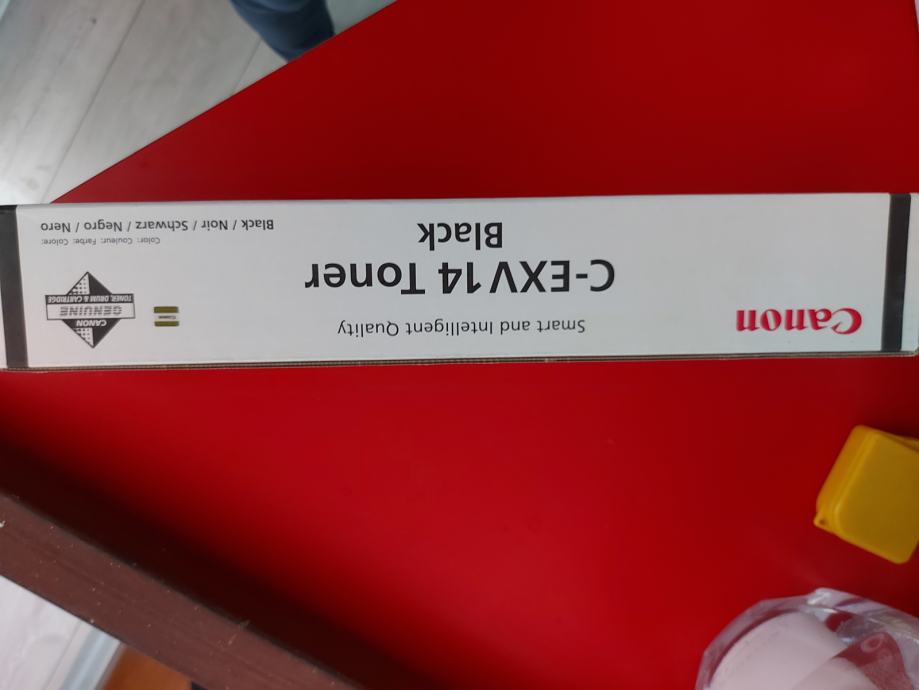 Canon
Smart and Intelligent Quality
C-EXV 14 Toner
Black
CANON
GENUINE
TONER, DRUM & CARTRIDGE
Color: Couleur: Farbe: Colore:
Black / Noir / Schwarz / Negro / Nero